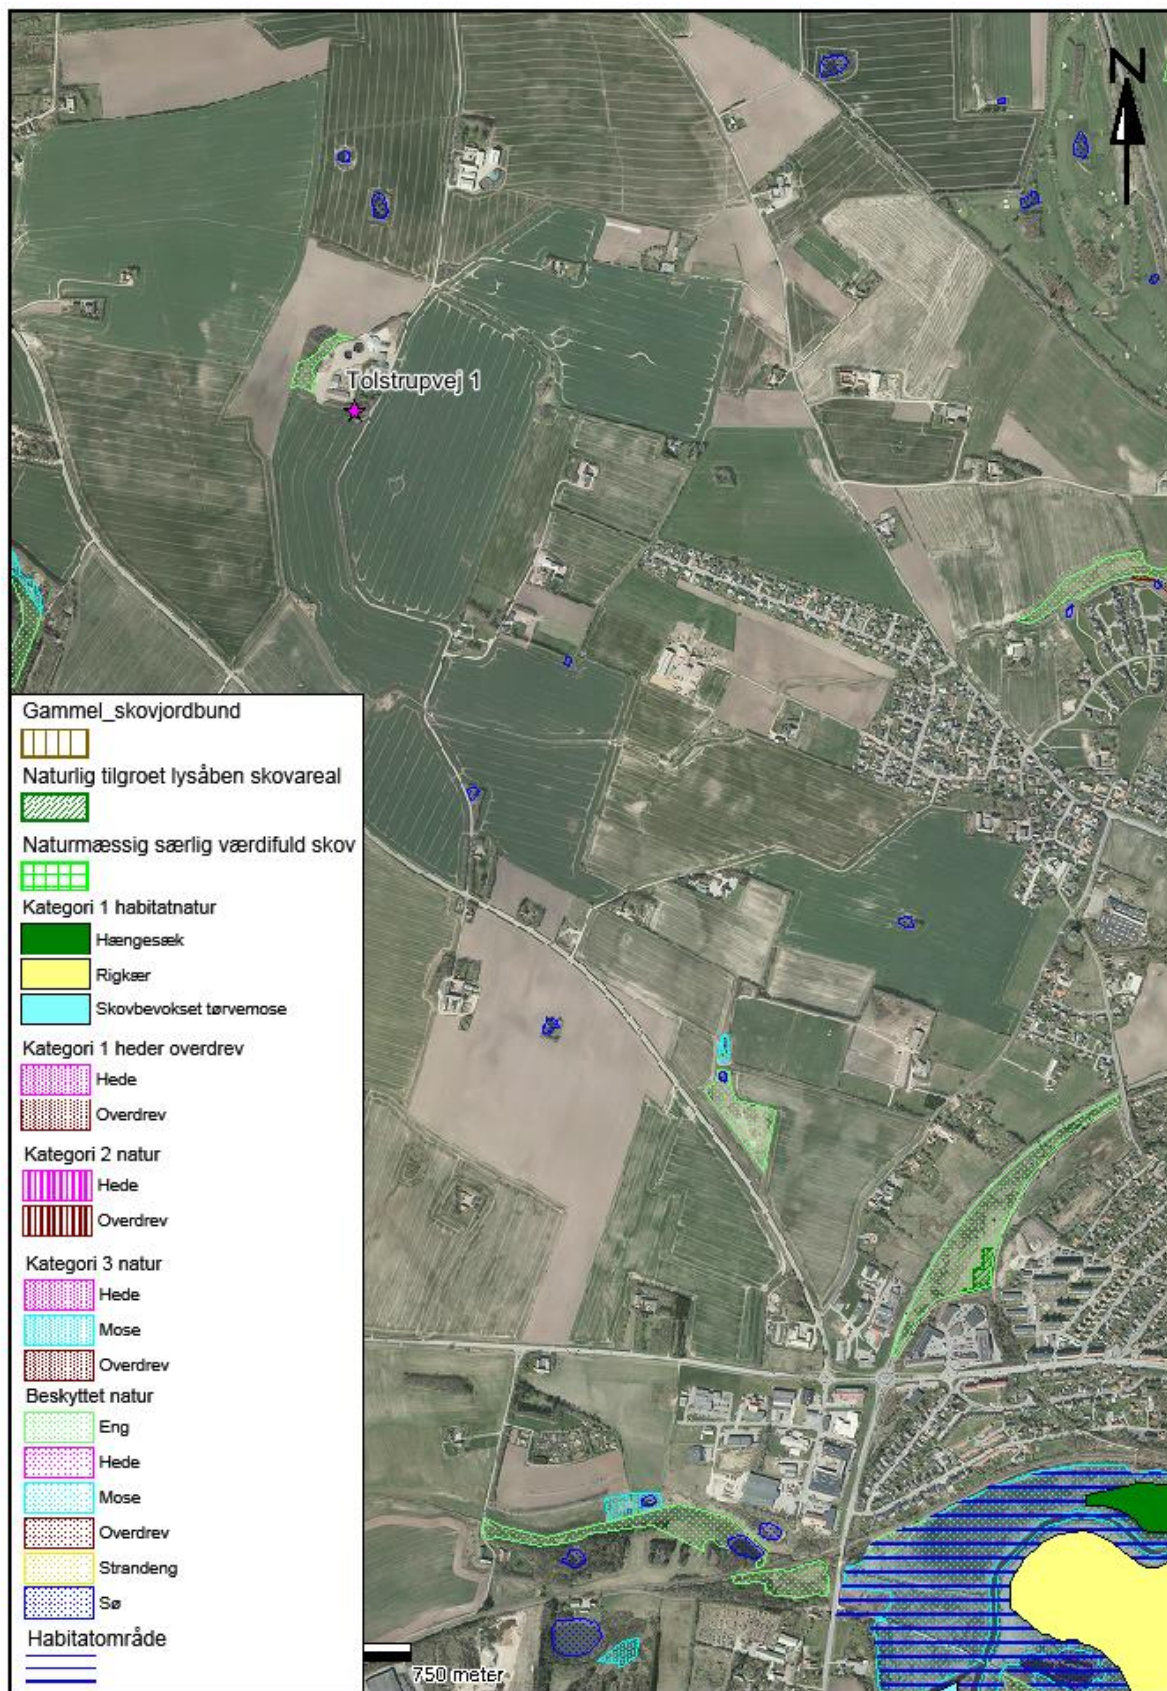 N
Tolstrupvej 1
Gammel_skovjordbund
Naturlig tilgroet lysåben skovareal
Naturmæssig særlig værdifuld skov
Kategori 1 habitatnatur
Hængesæk
Rigkær
Skovbevokset tørvemose
Kategori 1 heder overdrev
Hede
Overdrev
Kategori 2 natur
Hede
Overdrev
Kategori 3 natur
Hede
Mose
Overdrev
Beskyttet natur
Eng
Hede
Mose
Overdrev
Strandeng
Sø
Habitatområde
750 meter